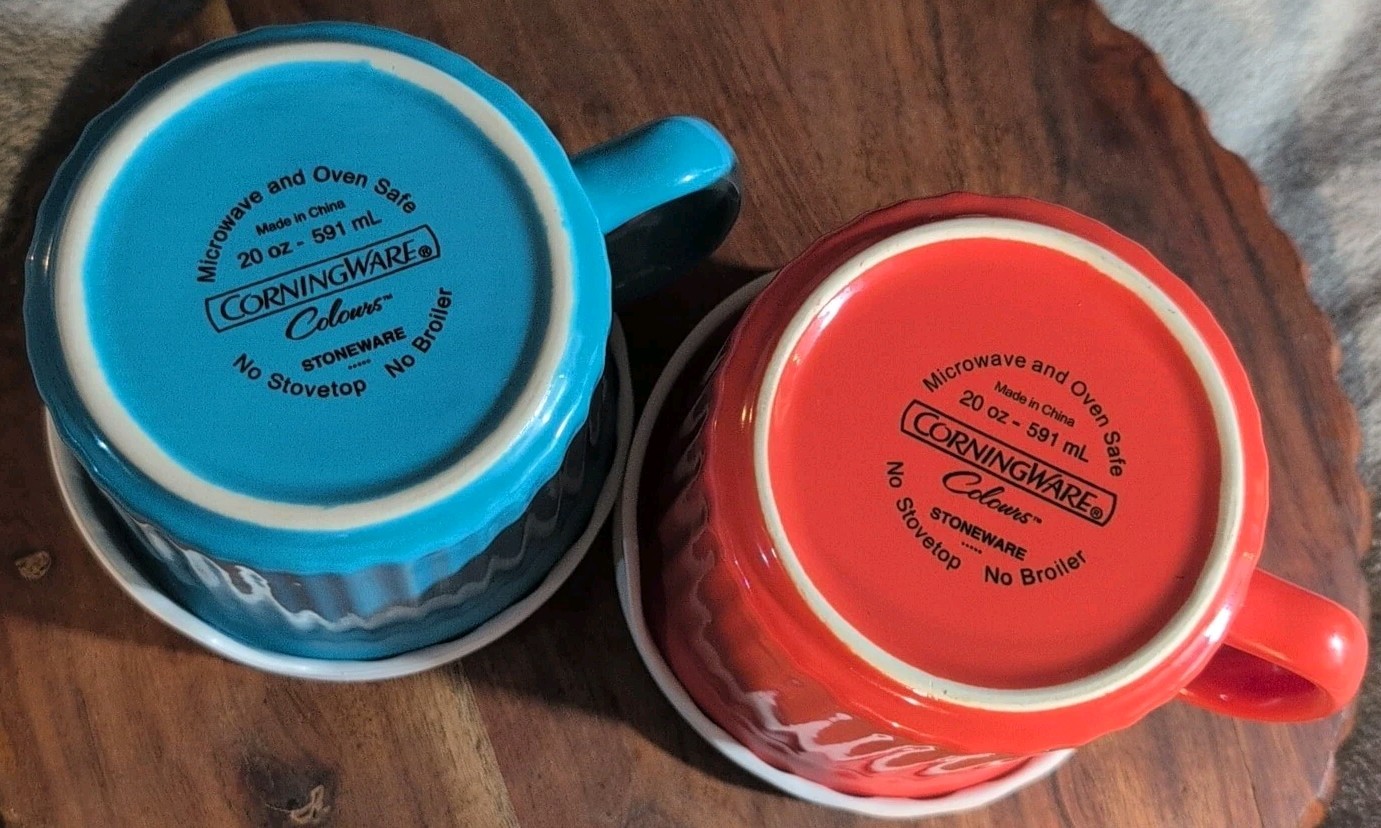 Microwave and Oven Safe
Made in China
20 oz - 591 mL
CORNINGWARE®
Colours™
STONEWARE
No Stovetop No Broiler
Microwave and Oven Safe
Made in China
20 oz - 591 mL
CORNINGWARE®
Colours™
STONEWARE
No Stovetop No Broiler